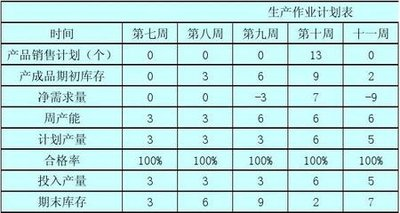 生产作业计划表
时间 第七周 第八周 第九周 第十周 十一周
产品销售计划（个） 0 0 0 13 0
产成品期初库存 0 3 6 9 2
净需求量 0 0 -3 7 -9
周产能 3 3 6 6 6
计划产量 3 3 3 6 5
合格率 100% 100% 100% 100% 100%
投入产量 3 3 3 6 5
期末库存 3 6 9 2 7